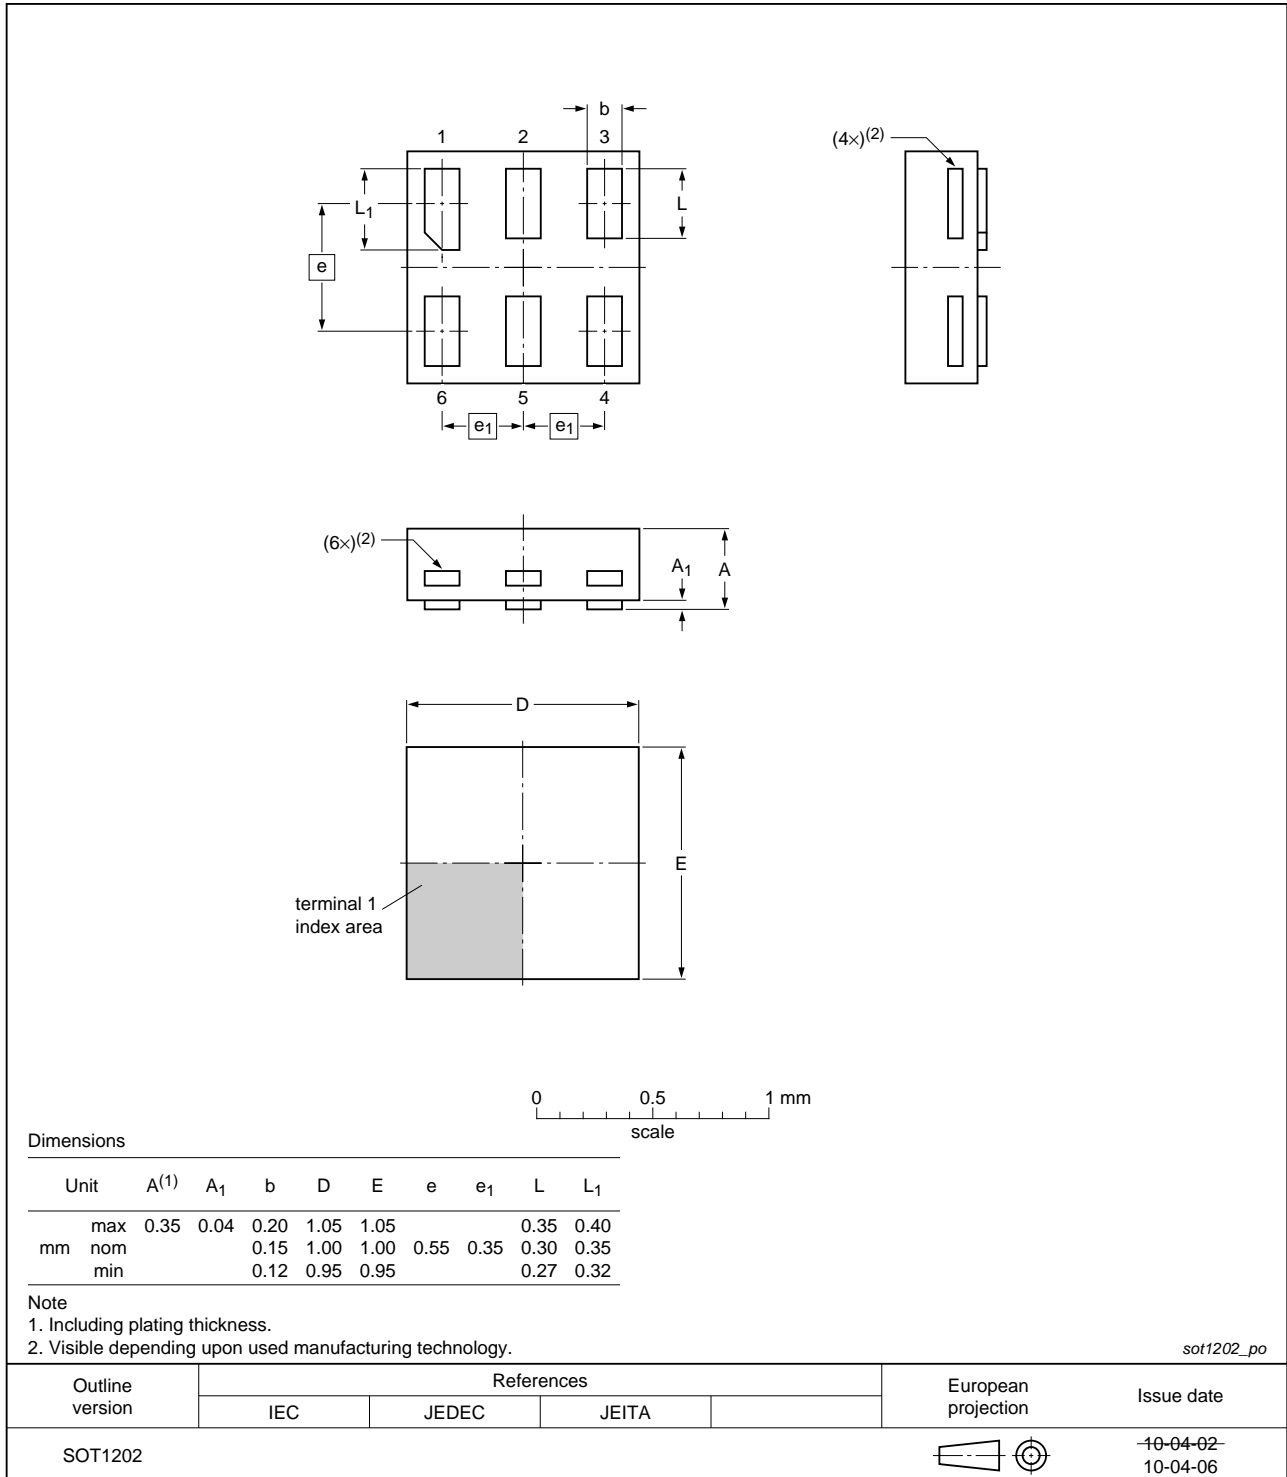 b
1 2 3
(4×)(2)
L1
L
e
6 5 4
e1 e1
(6×)(2)
A1 A
D
E
terminal 1
index area
0 0.5 1 mm
scale
Dimensions
Unit A(1) A1 b D E e e1 L L1
max 0.35 0.04 0.20 1.05 1.05 0.35 0.40
mm nom 0.15 1.00 1.00 0.55 0.35 0.30 0.35
min 0.12 0.95 0.95 0.27 0.32
Note
1. Including plating thickness.
2. Visible depending upon used manufacturing technology.
sot1202_po
Outline version
References
IEC JEDEC JEITA
European projection
Issue date
SOT1202
10-04-02
10-04-06